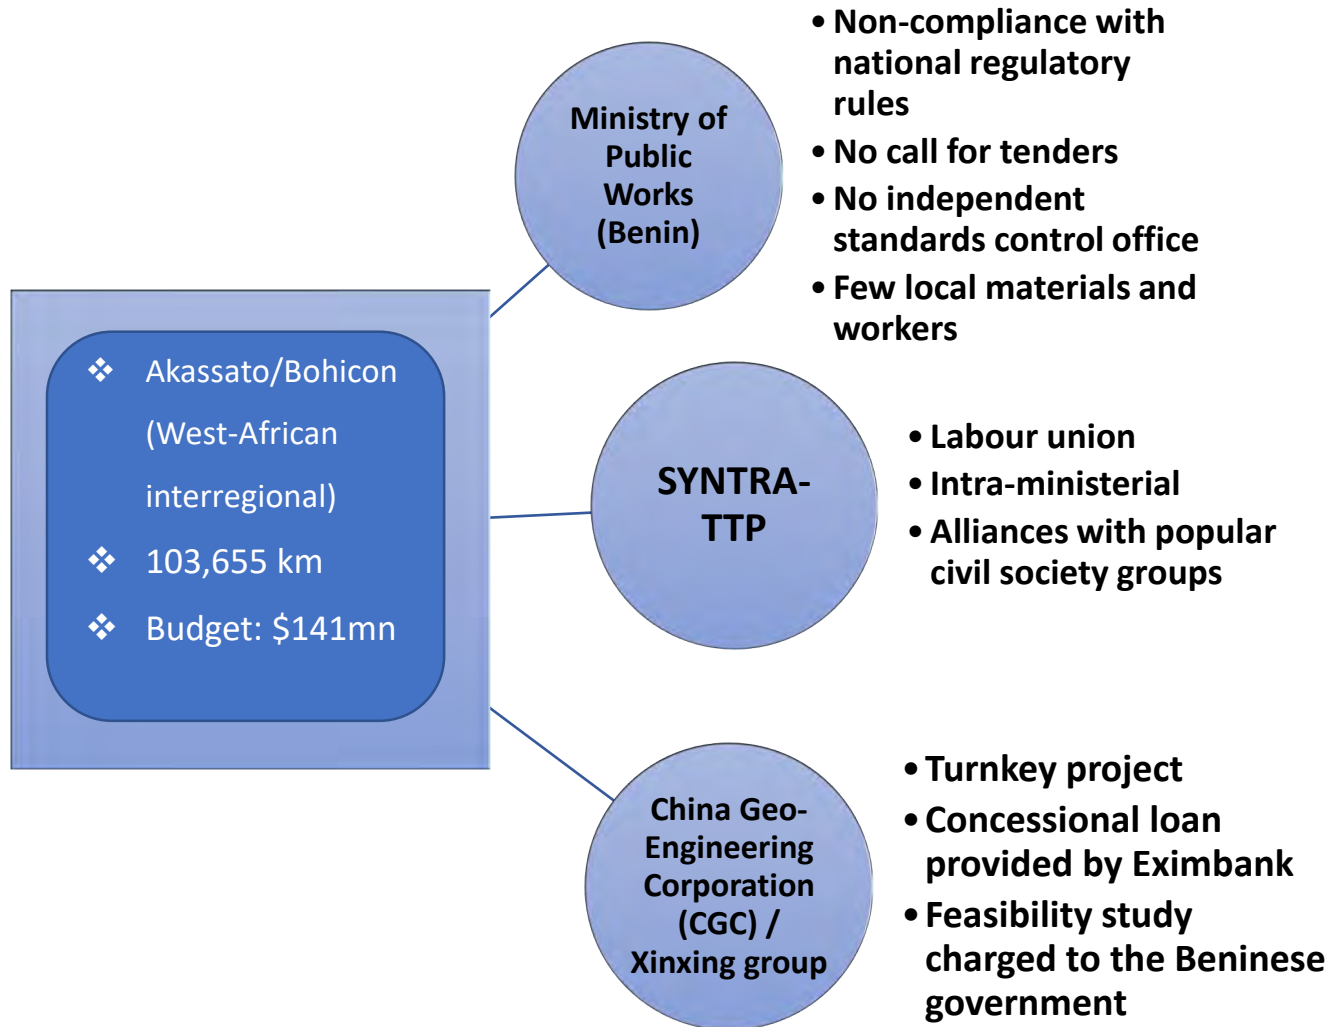 ❖ Akassato/Bohicon
(West-African
interregional)
❖ 103,655 km
❖ Budget: $141mn
Ministry of
Public
Works
(Benin)
• Non-compliance with
national regulatory
rules
• No call for tenders
• No independent
standards control office
• Few local materials and
workers
SYNTRA-
TTP
• Labour union
• Intra-ministerial
• Alliances with popular
civil society groups
China Geo-
Engineering
Corporation
(CGC) /
Xinxing group
• Turnkey project
• Concessional loan
provided by Eximbank
• Feasibility study
charged to the Beninese
government